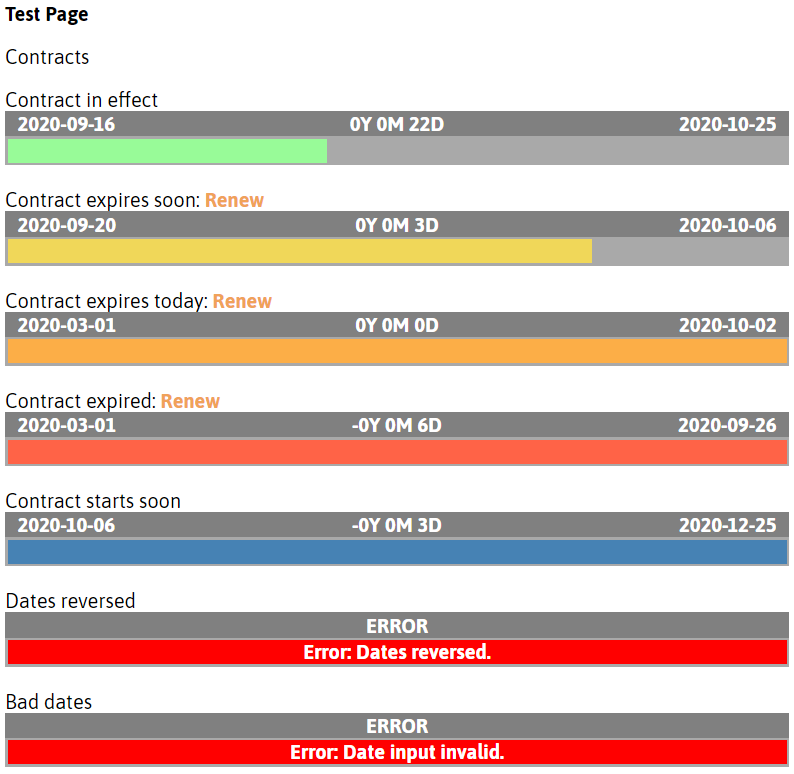 Test Page
Contracts
Contract in effect
2020-09-16 0Y 0M 22D 2020-10-25
Contract expires soon: Renew
2020-09-20 0Y 0M 3D 2020-10-06
Contract expires today: Renew
2020-03-01 0Y 0M 0D 2020-10-02
Contract expired: Renew
2020-03-01 -0Y 0M 6D 2020-09-26
Contract starts soon
2020-10-06 -0Y 0M 3D 2020-12-25
Dates reversed
ERROR
Error: Dates reversed.
Bad dates
ERROR
Error: Date input invalid.